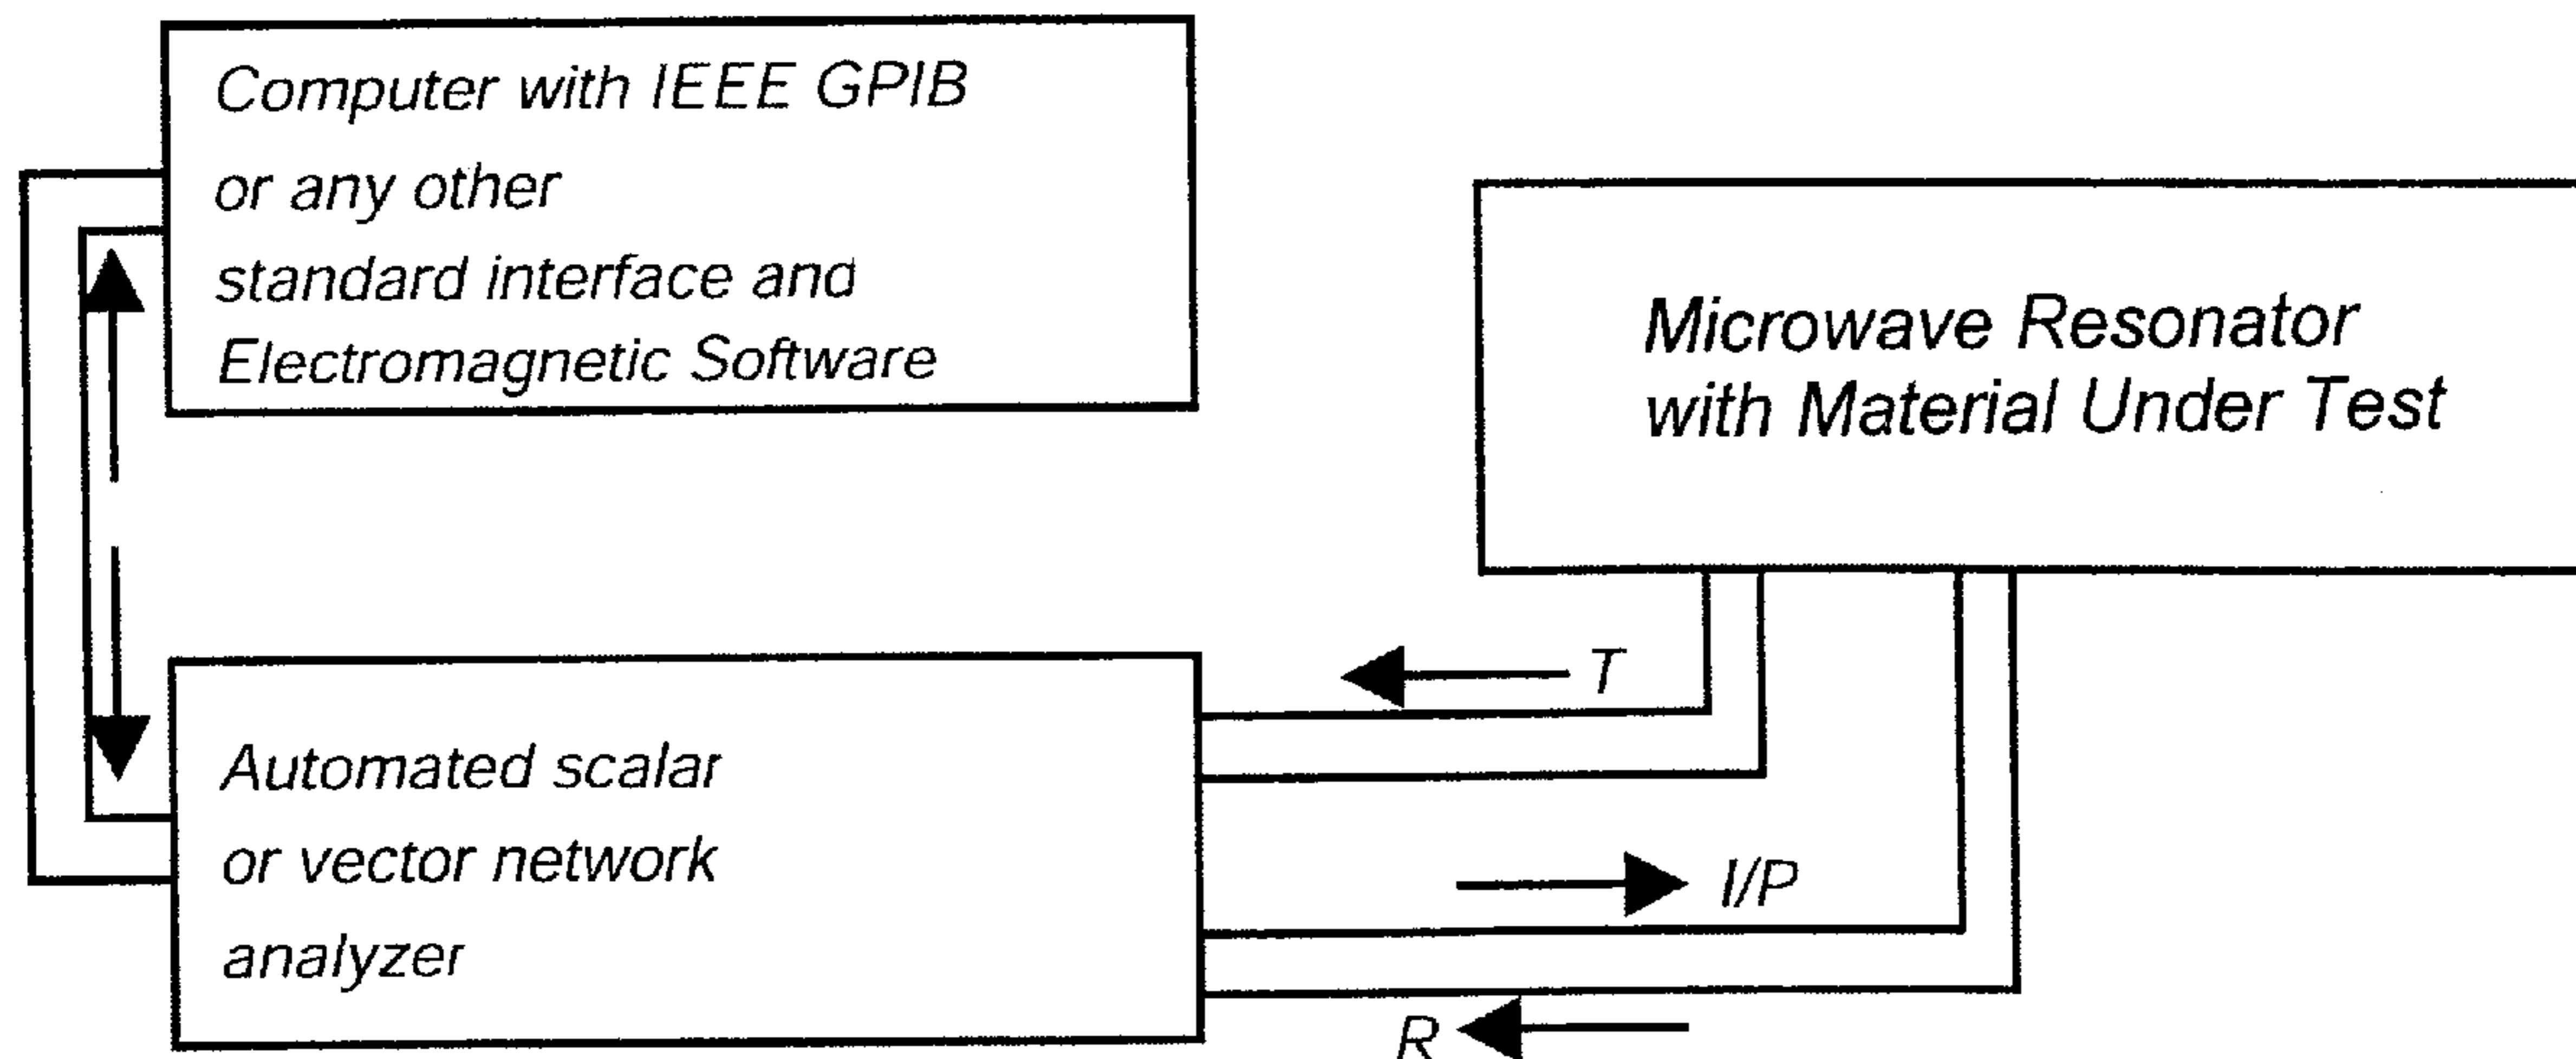 Computer with IEEE GPIB
or any other
standard interface and
Electromagnetic Software
Microwave Resonator
with Material Under Test
T
Automated scalar
or vector network
analyzer
I/P
R